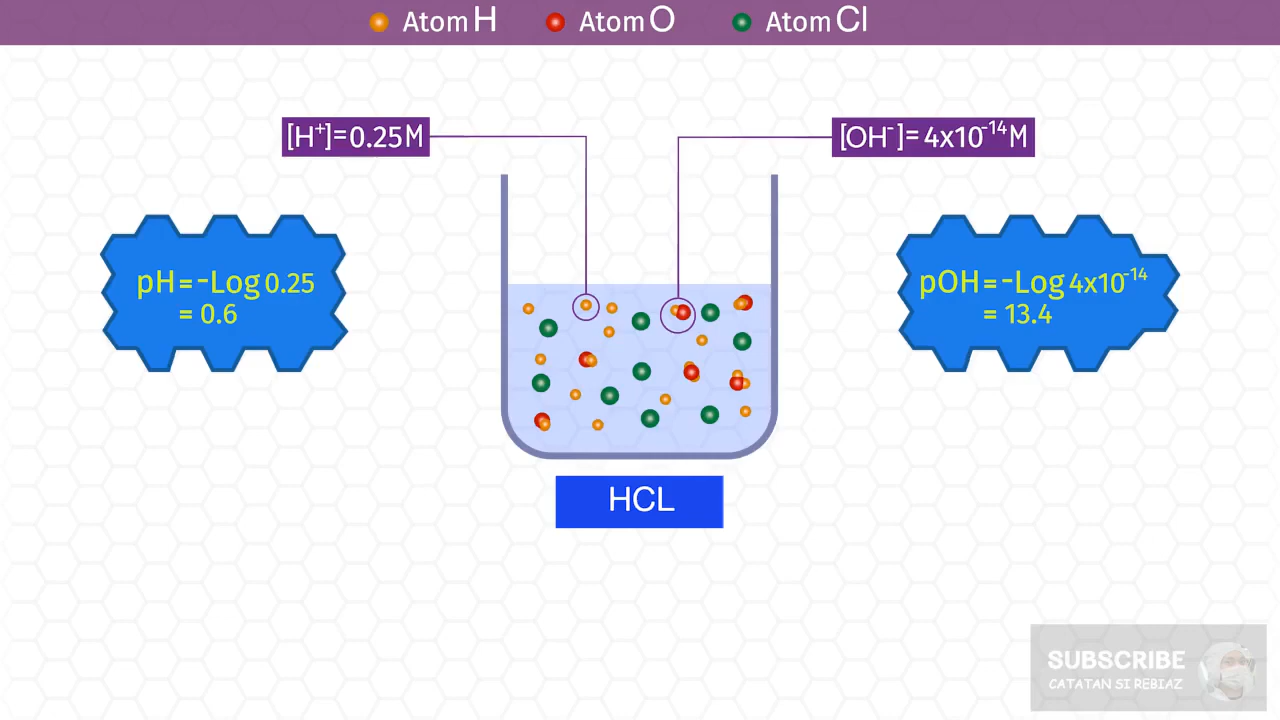 Atom H Atom O Atom Cl
[H⁺]=0.25M
[OH⁻]=4x10⁻¹⁴M
pH=-Log 0.25
= 0.6
pOH=-Log 4x10⁻¹⁴
= 13.4
HCL
SUBSCRIBE
CATATAN SI REBIAZ